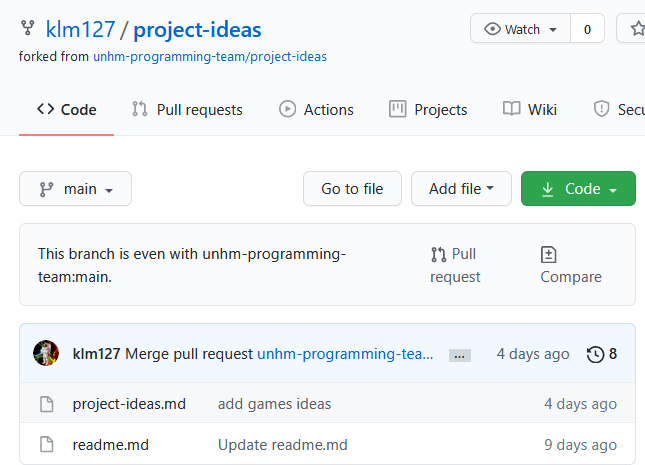 klm127 / project-ideas
Watch 0
forked from unhm-programming-team/project-ideas
Code Pull requests Actions Projects Wiki Secu
main Go to file Add file Code
This branch is even with unhm-programming-
team:main.
Pull
request
Compare
klm127 Merge pull request unhm-programming-tea… ... 4 days ago 8
project-ideas.md add games ideas 4 days ago
readme.md Update readme.md 9 days ago